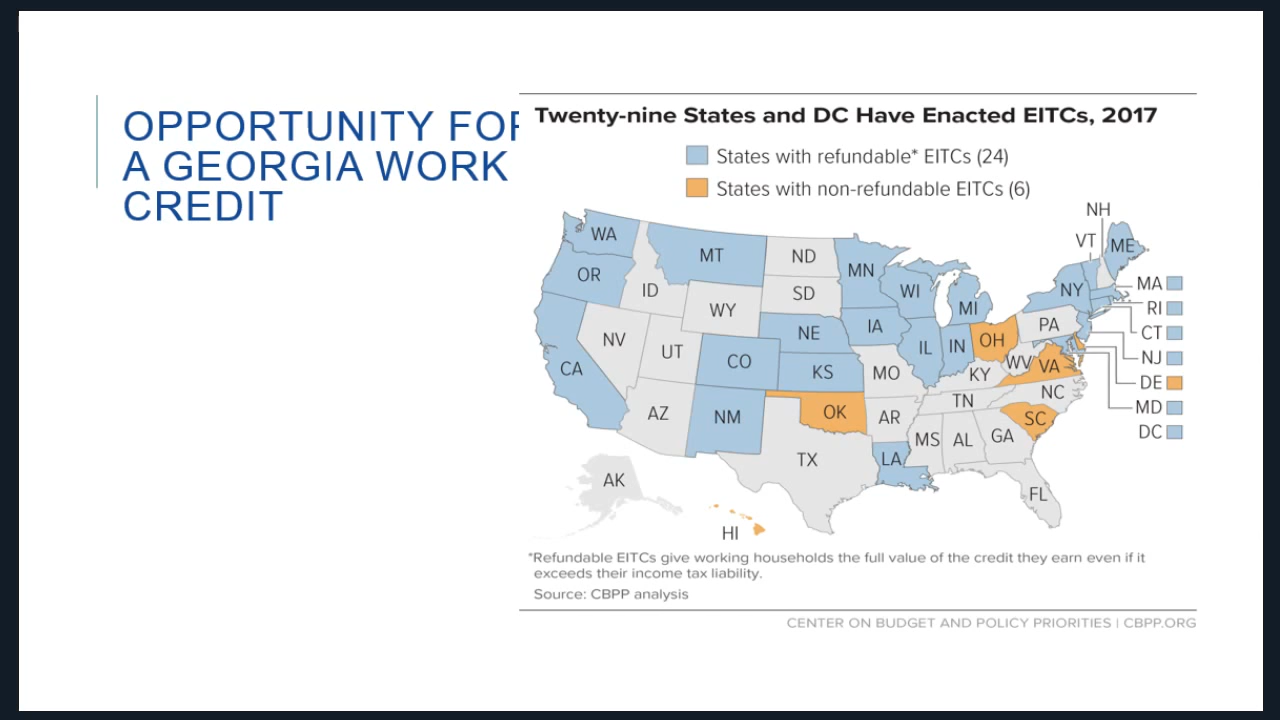 OPPORTUNITY FOR
A GEORGIA WORK
CREDIT
Twenty-nine States and DC Have Enacted EITCs, 2017
States with refundable* EITCs (24)
States with non-refundable EITCs (6)
NH
VT
ME
WA
MT
ND
MN
OR
ID
SD
WI
NY
MA
WY
MI
RI
NV
NE
IA
PA
CT
UT
CO
IL
IN
OH
NJ
CA
KS
MO
KY
WV
VA
DE
AZ
NM
OK
AR
TN
NC
MD
TX
MS
AL
GA
SC
DC
LA
AK
FL
HI
*Refundable EITCs give working households the full value of the credit they earn even if it
exceeds their income tax liability.
Source: CBPP analysis
CENTER ON BUDGET AND POLICY PRIORITIES | CBPP.ORG